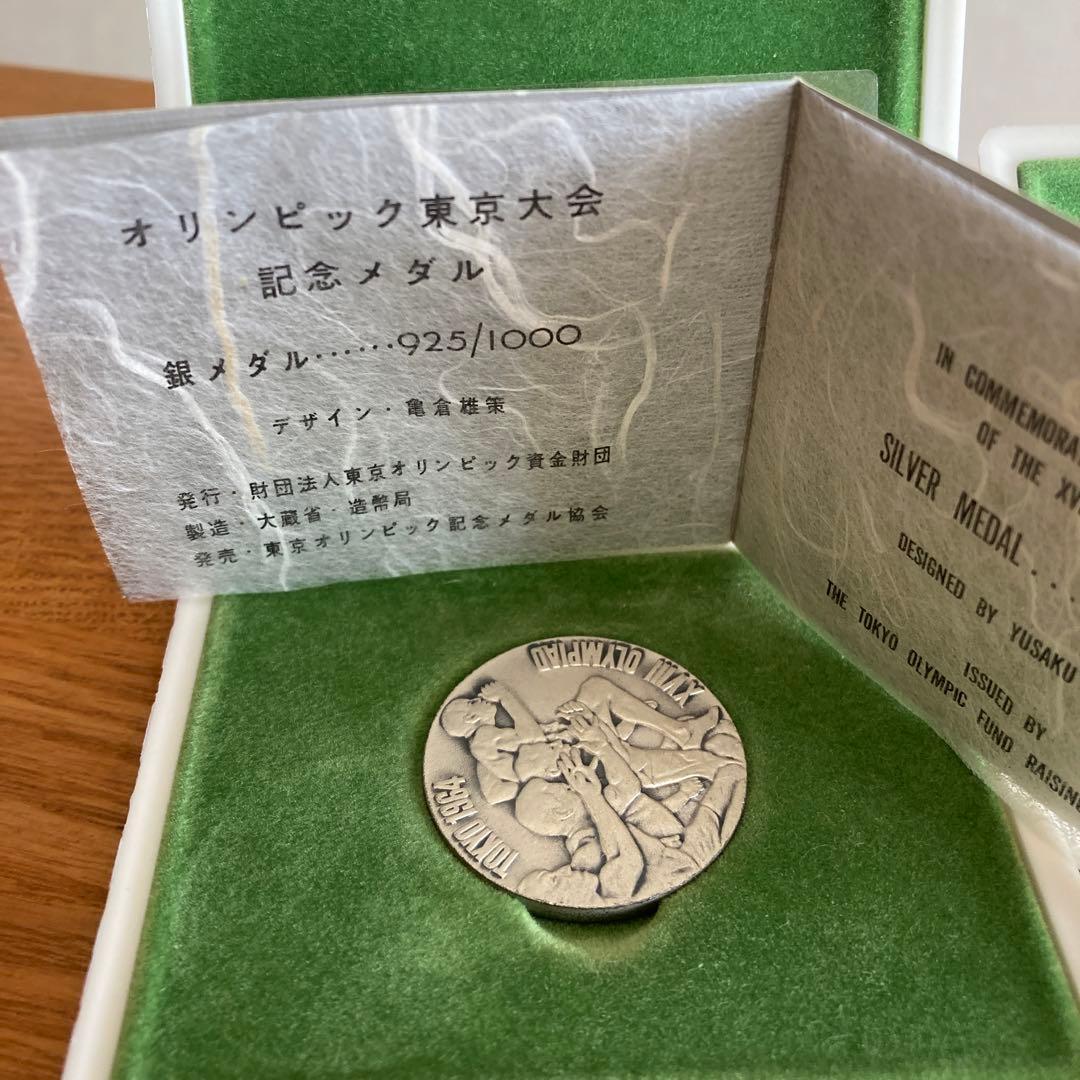 オリンピック東京大会
記念メダル
銀メダル······925/1000
デザイン・亀倉雄策
発行・財団法人東京オリンピック資金財団
製造・大蔵省・造幣局
発売・東京オリンピック記念メダル協会
IN COMMEMORAT
OF THE XV
SILVER MEDAL....
DESIGNED BY YUSAKU
ISSUED BY
THE TOKYO OLYMPIC FUND RAISING
XVIII OLYMPIAD
TOKYO 1964